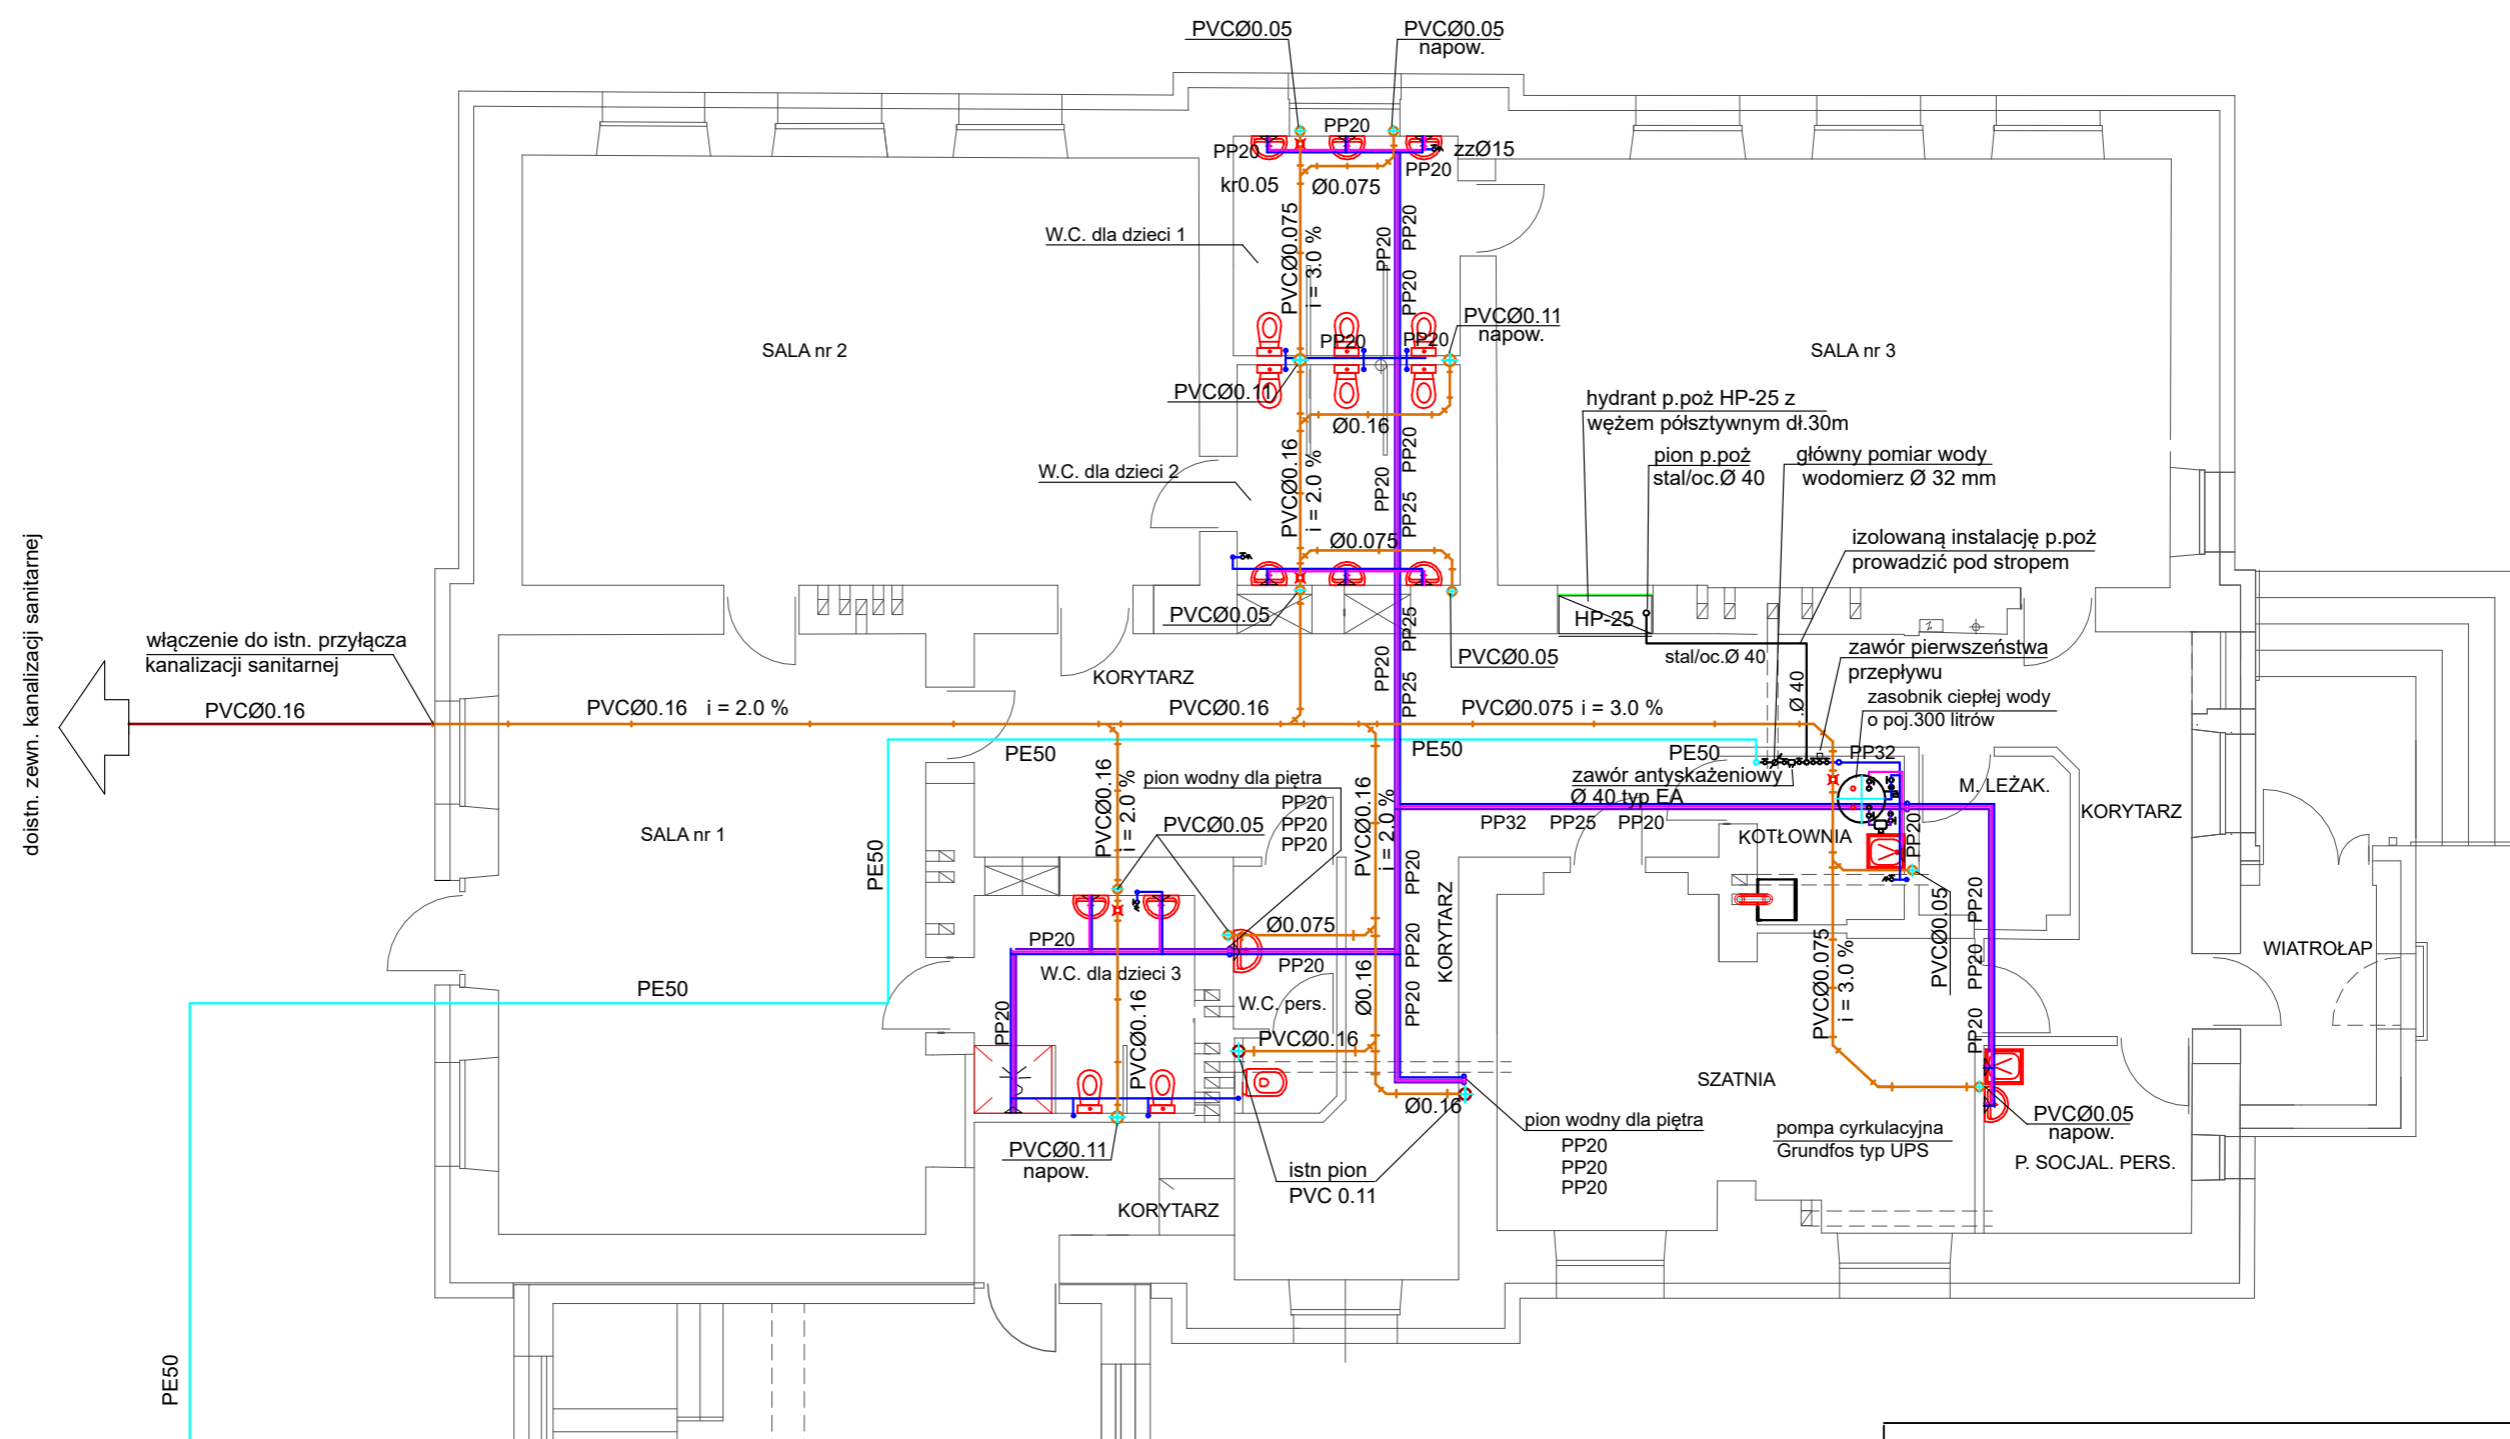 PVCØ0.05
PVCØ0.05
napow.
PP20
PP20
zzØ15
PP20
kr0.05
Ø0.075
W.C. dla dzieci 1
PVCØ0.075
i = 3.0 %
PP20
PP20
PP20
SALA nr 2
PP20
PP20
PVCØ0.11
napow.
SALA nr 3
PVCØ0.11
hydrant p.poż HP-25 z
wężem półsztywnym dł.30m
Ø0.16
pion p.poż
stal/oc.Ø 40
główny pomiar wody
wodomierz Ø 32 mm
W.C. dla dzieci 2
PVCØ0.16
i = 2.0 %
PP20
PP20
PP25
Ø0.075
izolowaną instalację p.poż
prowadzić pod stropem
PVCØ0.05
HP-25
PVCØ0.05
stal/oc.Ø 40
.Ø 40
zawór pierwszeństwa
przepływu
zasobnik ciepłej wody
o poj.300 litrów
doistn. zewn. kanalizacji sanitarnej
włączenie do istn. przyłącza
kanalizacji sanitarnej
PVCØ0.16
PVCØ0.16 i = 2.0 %
KORYTARZ
PVCØ0.16
PP20
PP25
PP25
PVCØ0.075 i = 3.0 %
PE50
PE50
PE50
PP32
zawór antyskażeniowy
Ø 40 typ EA
M. LEŻAK.
KORYTARZ
PVCØ0.16
i = 2.0 %
pion wodny dla piętra
PP20
PP20
PP20
PVCØ0.05
PVCØ0.16
i = 2.0 %
PP32 PP25 PP20
KOTŁOWNIA
PP20
SALA nr 1
PE50
PP20
KORYTARZ
PVCØ0.05
PP20
PP20
PP20
PVCØ0.075
i = 3.0 %
WIATROŁAP
Ø0.075
PP20
PP20
W.C. dla dzieci 3
PP20
PP20
Ø0.16
PP20
W.C. pers.
PE50
PP20
PVCØ0.16
PVCØ0.16
SZATNIA
Ø0.16
pion wodny dla piętra
PP20
PP20
PP20
pompa cyrkulacyjna
Grundfos typ UPS
PVCØ0.05
napow.
P. SOCJAL. PERS.
PVCØ0.11
napow.
istn pion
PVC 0.11
KORYTARZ
PE50